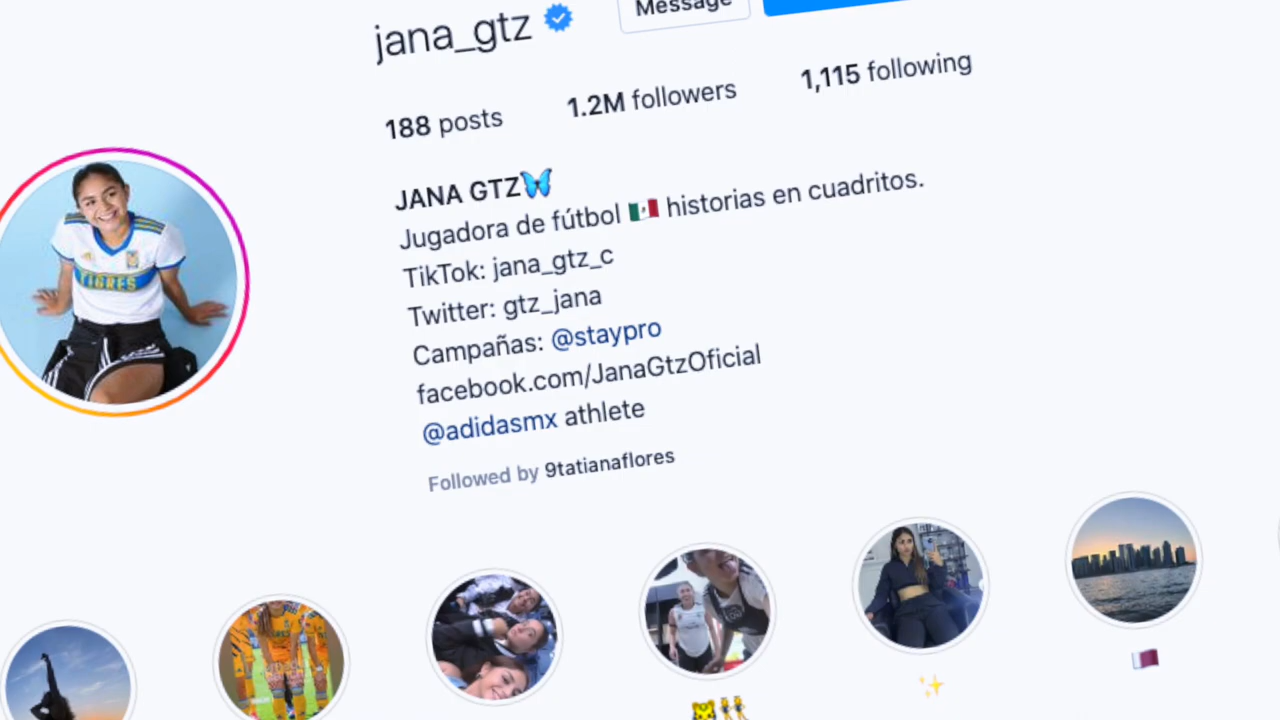 jana_gtz
Message
188 posts 1.2M followers 1,115 following
JANA GTZ🦋
Jugadora de fútbol 🇲🇽 historias en cuadritos.
TikTok: jana_gtz_c
Twitter: gtz_jana
Campañas: @staypro
facebook.com/JanaGtzOficial
@adidasmx athlete
Followed by 9tatianaflores
TIGRES
🐯👯
✨
🇶🇦